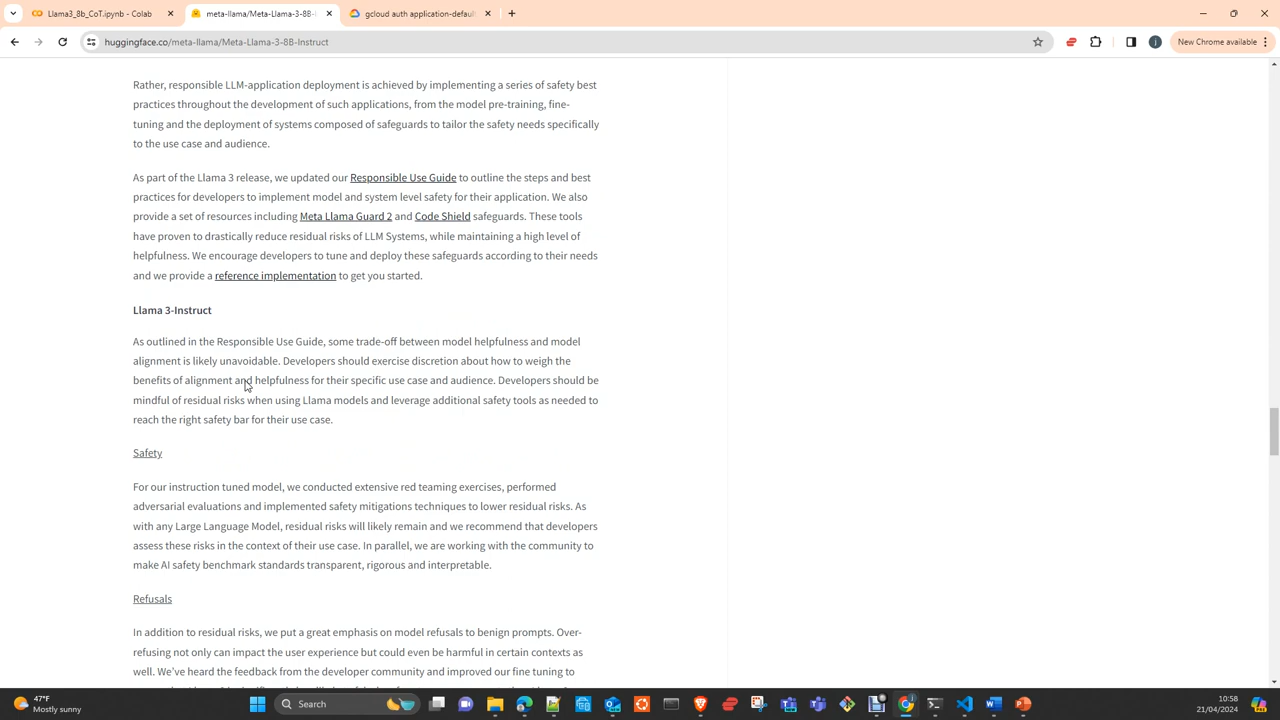 Llama3_8b_CoT.ipynb - Colab
meta-llama/Meta-Llama-3-8B-I
gcloud auth application-defaul
huggingface.co/meta-llama/Meta-Llama-3-8B-Instruct
New Chrome available
Rather, responsible LLM-application deployment is achieved by implementing a series of safety best
practices throughout the development of such applications, from the model pre-training, fine-
tuning and the deployment of systems composed of safeguards to tailor the safety needs specifically
to the use case and audience.
As part of the Llama 3 release, we updated our Responsible Use Guide to outline the steps and best
practices for developers to implement model and system level safety for their application. We also
provide a set of resources including Meta Llama Guard 2 and Code Shield safeguards. These tools
have proven to drastically reduce residual risks of LLM Systems, while maintaining a high level of
helpfulness. We encourage developers to tune and deploy these safeguards according to their needs
and we provide a reference implementation to get you started.
Llama 3-Instruct
As outlined in the Responsible Use Guide, some trade-off between model helpfulness and model
alignment is likely unavoidable. Developers should exercise discretion about how to weigh the
benefits of alignment and helpfulness for their specific use case and audience. Developers should be
mindful of residual risks when using Llama models and leverage additional safety tools as needed to
reach the right safety bar for their use case.
Safety
For our instruction tuned model, we conducted extensive red teaming exercises, performed
adversarial evaluations and implemented safety mitigations techniques to lower residual risks. As
with any Large Language Model, residual risks will likely remain and we recommend that developers
assess these risks in the context of their use case. In parallel, we are working with the community to
make AI safety benchmark standards transparent, rigorous and interpretable.
Refusals
In addition to residual risks, we put a great emphasis on model refusals to benign prompts. Over-
refusing not only can impact the user experience but could even be harmful in certain contexts as
well. We've heard the feedback from the developer community and improved our fine tuning to
47°F
Mostly sunny
Search
10:58
21/04/2024